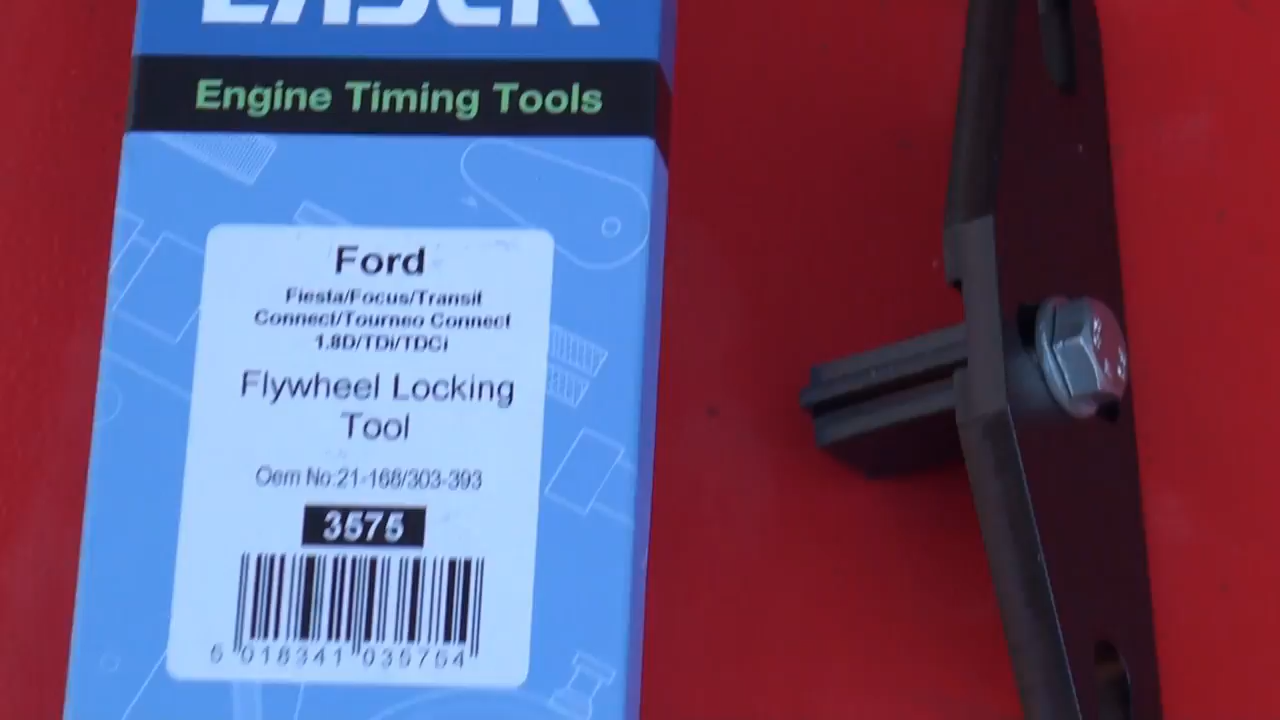 LASER
Engine Timing Tools
Ford
Fiesta/Focus/Transit
Connect/Tourneo Connect
1.8D/TDi/TDCi
Flywheel Locking
Tool
Oem No:21-168/303-393
3575
5 018341 035754